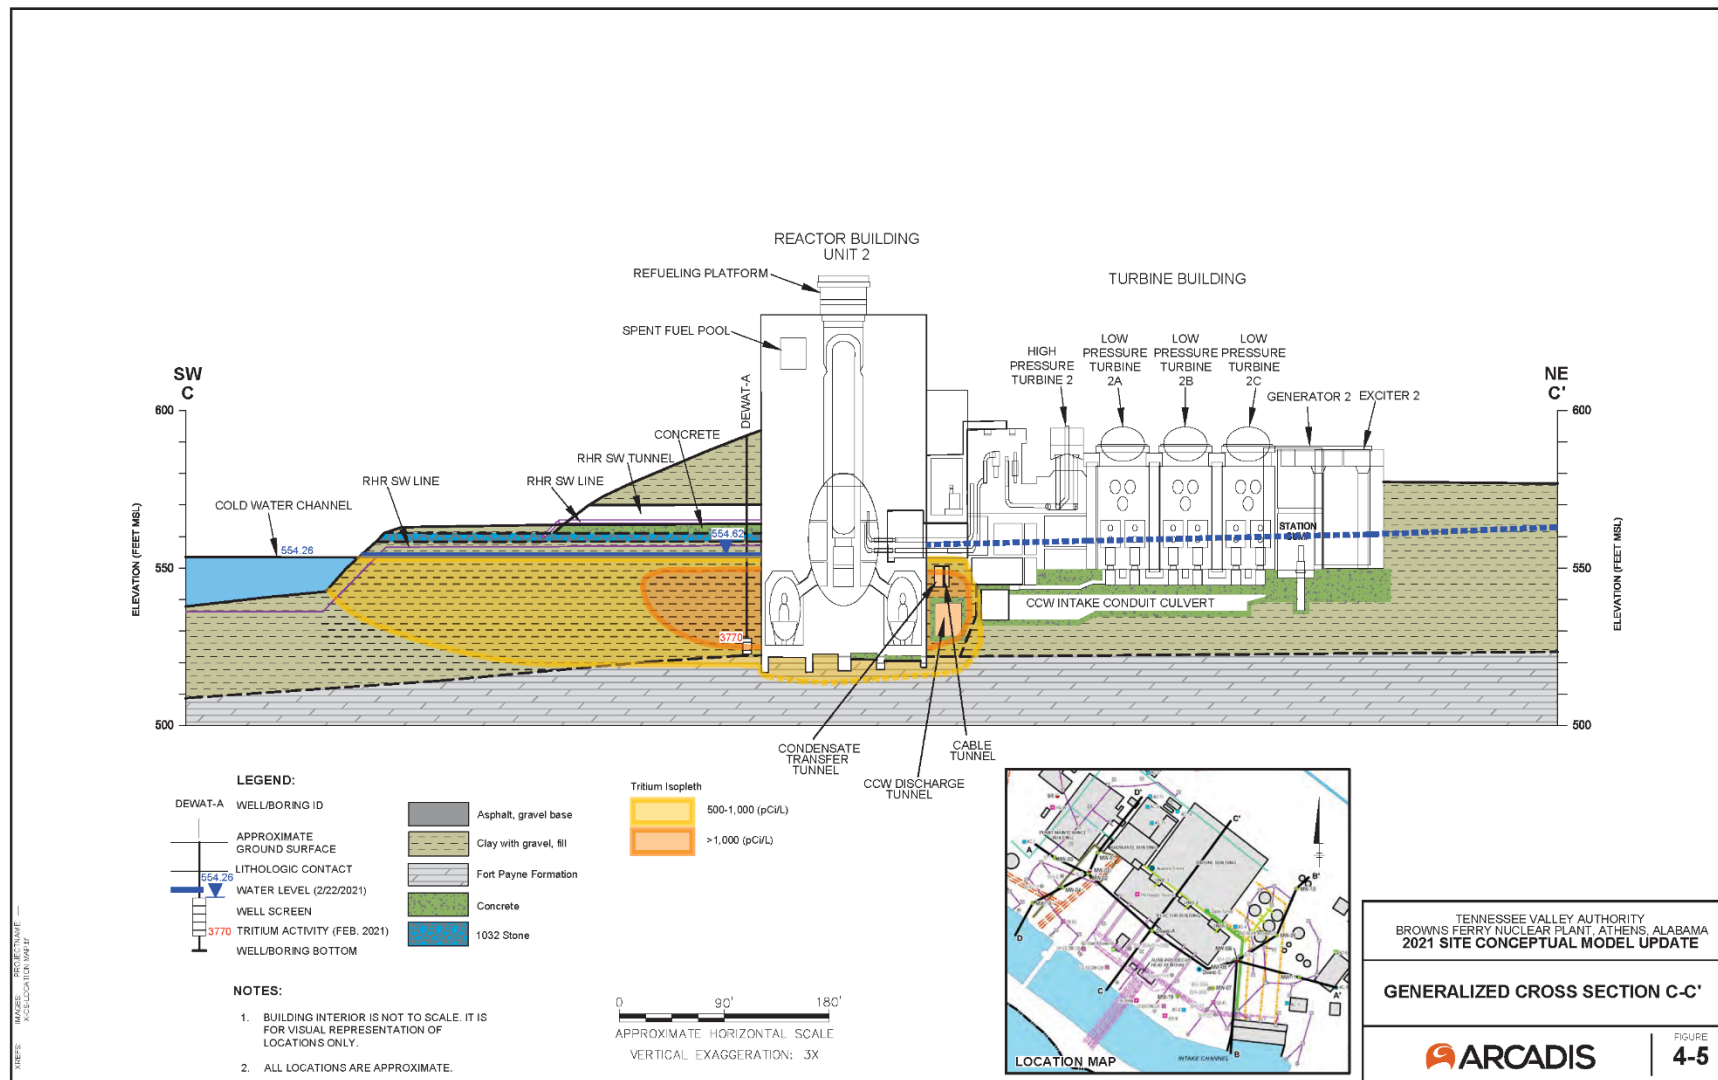 REACTOR BUILDING
UNIT 2
REFUELING PLATFORM
TURBINE BUILDING
SPENT FUEL POOL
HIGH
PRESSURE
TURBINE 2
LOW
PRESSURE
TURBINE
2A
LOW
PRESSURE
TURBINE
2B
LOW
PRESSURE
TURBINE
2C
GENERATOR 2
EXCITER 2
SW
C
NE
C'
DEWAT-A
600
600
CONCRETE
RHR SW TUNNEL
RHR SW LINE
RHR SW LINE
COLD WATER CHANNEL
554.26
554.62
STATION
SUMP
550
550
ELEVATION (FEET MSL)
ELEVATION (FEET MSL)
CCW INTAKE CONDUIT CULVERT
3770
500
500
CONDENSATE
TRANSFER
TUNNEL
CABLE
TUNNEL
CCW DISCHARGE
TUNNEL
LEGEND:
DEWAT-A WELL/BORING ID
APPROXIMATE
GROUND SURFACE
LITHOLOGIC CONTACT
554.26
WATER LEVEL (2/22/2021)
WELL SCREEN
3770 TRITIUM ACTIVITY (FEB. 2021)
WELL/BORING BOTTOM
Asphalt, gravel base
Clay with gravel, fill
Fort Payne Formation
Concrete
1032 Stone
Tritium Isopleth
500-1,000 (pCi/L)
>1,000 (pCi/L)
NOTES:
1. BUILDING INTERIOR IS NOT TO SCALE. IT IS
FOR VISUAL REPRESENTATION OF
LOCATIONS ONLY.
2. ALL LOCATIONS ARE APPROXIMATE.
0 90' 180'
APPROXIMATE HORIZONTAL SCALE
VERTICAL EXAGGERATION: 3X
D'
C'
A
B'
D
C
A'
B
INTAKE CHANNEL
LOCATION MAP
TENNESSEE VALLEY AUTHORITY
BROWNS FERRY NUCLEAR PLANT, ATHENS, ALABAMA
2021 SITE CONCEPTUAL MODEL UPDATE
GENERALIZED CROSS SECTION C-C'
ARCADIS
FIGURE
4-5
XREFS:
IMAGES:
PROJECTNAME: ---